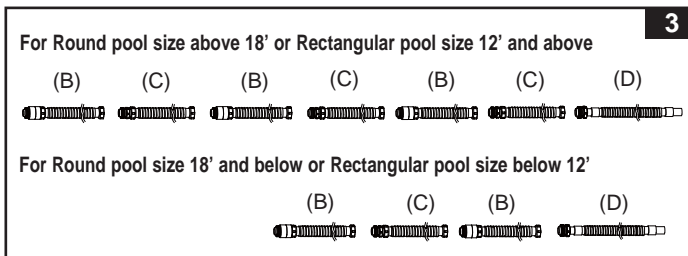 3
For Round pool size above 18’ or Rectangular pool size 12’ and above
(B) (C) (B) (C) (B) (C) (D)
For Round pool size 18’ and below or Rectangular pool size below 12’
(B) (C) (B) (D)